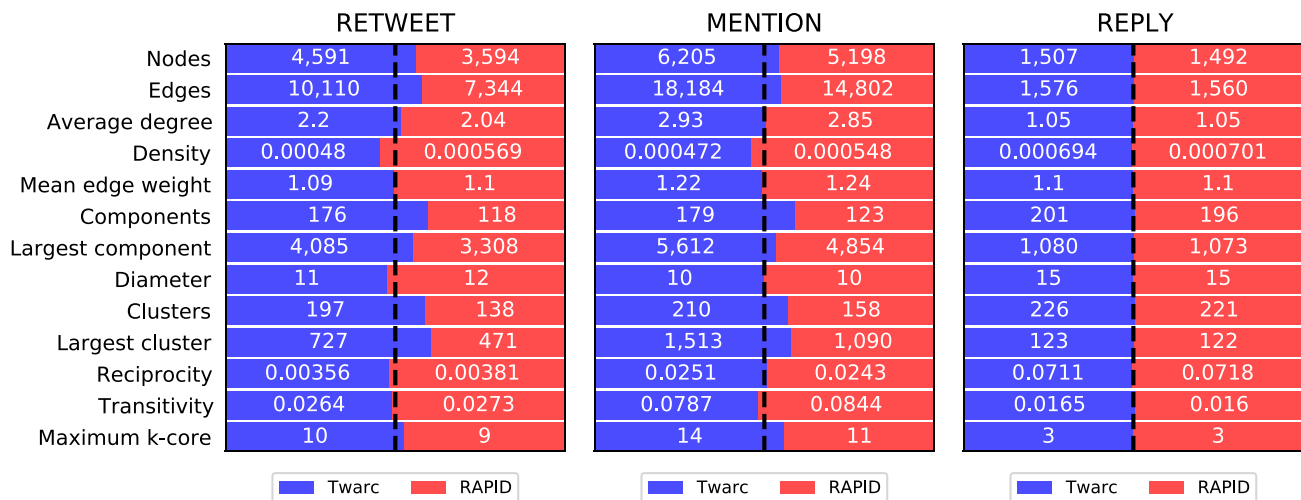 RETWEET MENTION REPLY
Nodes 4,591 3,594 6,205 5,198 1,507 1,492
Edges 10,110 7,344 18,184 14,802 1,576 1,560
Average degree 2.2 2.04 2.93 2.85 1.05 1.05
Density 0.00048 0.000569 0.000472 0.000548 0.000694 0.000701
Mean edge weight 1.09 1.1 1.22 1.24 1.1 1.1
Components 176 118 179 123 201 196
Largest component 4,085 3,308 5,612 4,854 1,080 1,073
Diameter 11 12 10 10 15 15
Clusters 197 138 210 158 226 221
Largest cluster 727 471 1,513 1,090 123 122
Reciprocity 0.00356 0.00381 0.0251 0.0243 0.0711 0.0718
Transitivity 0.0264 0.0273 0.0787 0.0844 0.0165 0.016
Maximum k-core 10 9 14 11 3 3
Twarc RAPID Twarc RAPID Twarc RAPID